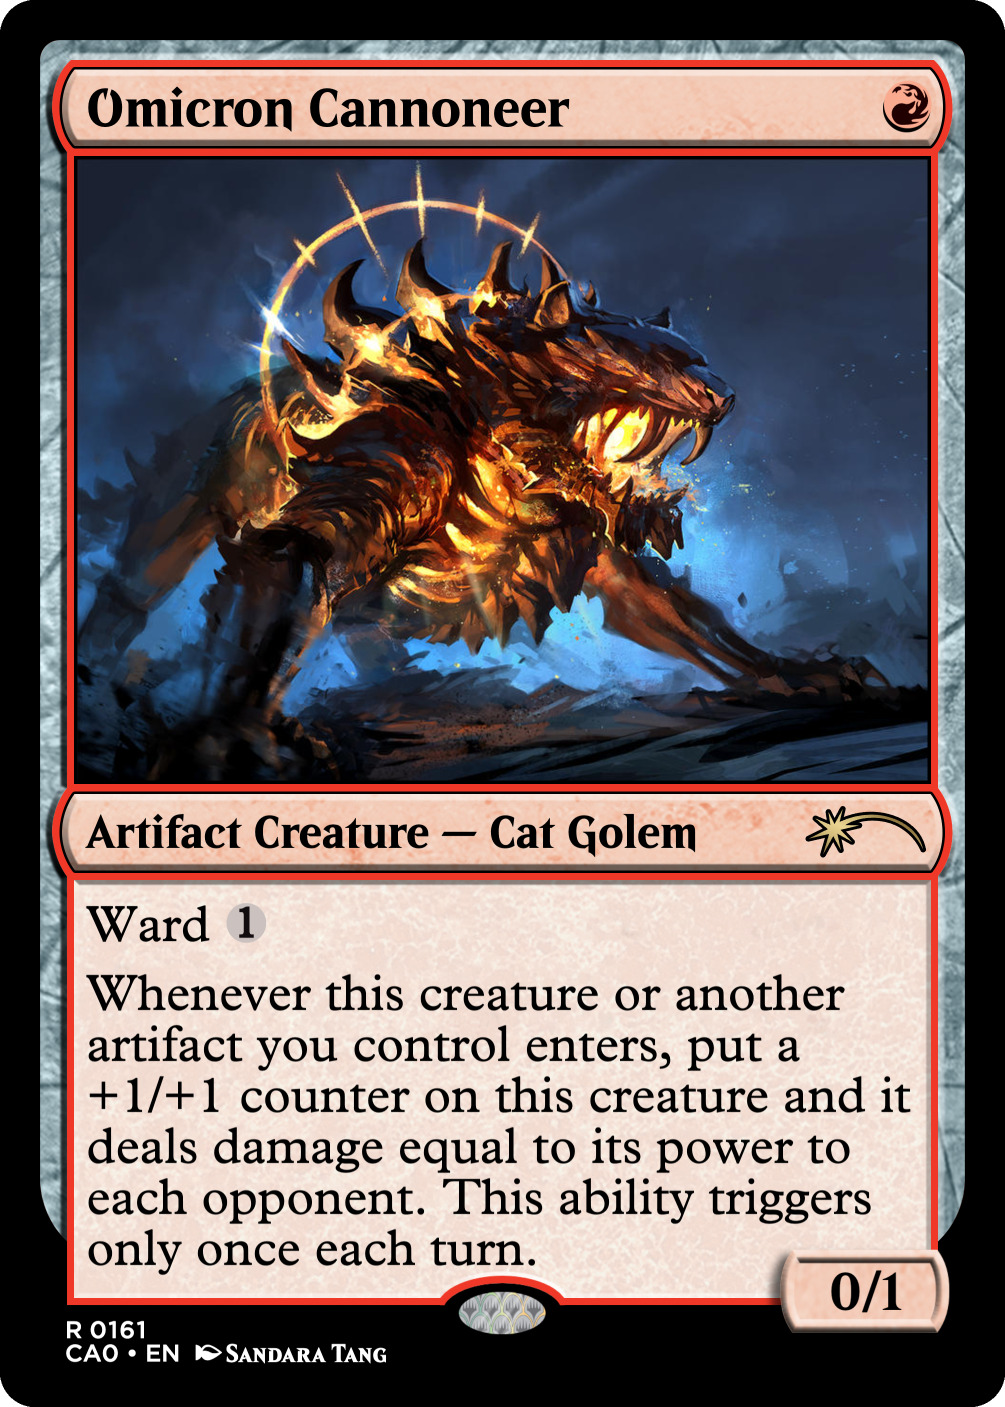 Omicron Cannoneer
Artifact Creature — Cat Golem
Ward 1
Whenever this creature or another
artifact you control enters, put a
+1/+1 counter on this creature and it
deals damage equal to its power to
each opponent. This ability triggers
only once each turn.
0/1
R 0161
CAO • EN Sandara Tang